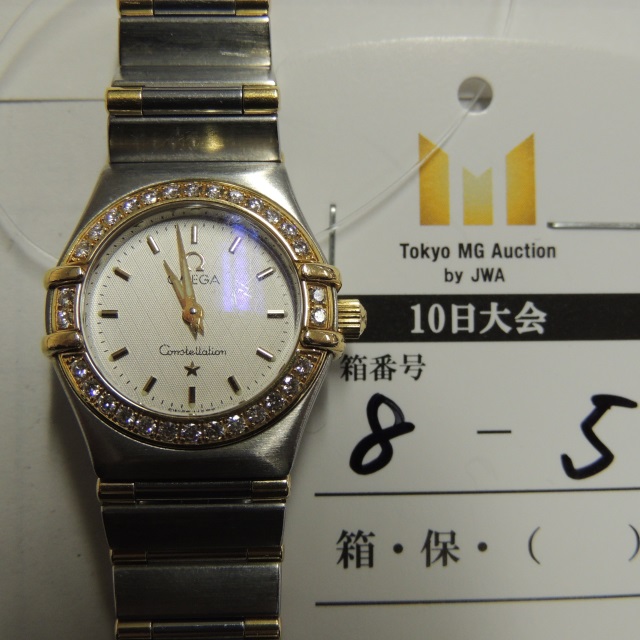 Ω
OMEGA
Constellation
Tokyo MG Auction
by JWA
10日大会
箱番号
8 - 5
箱・保・( )